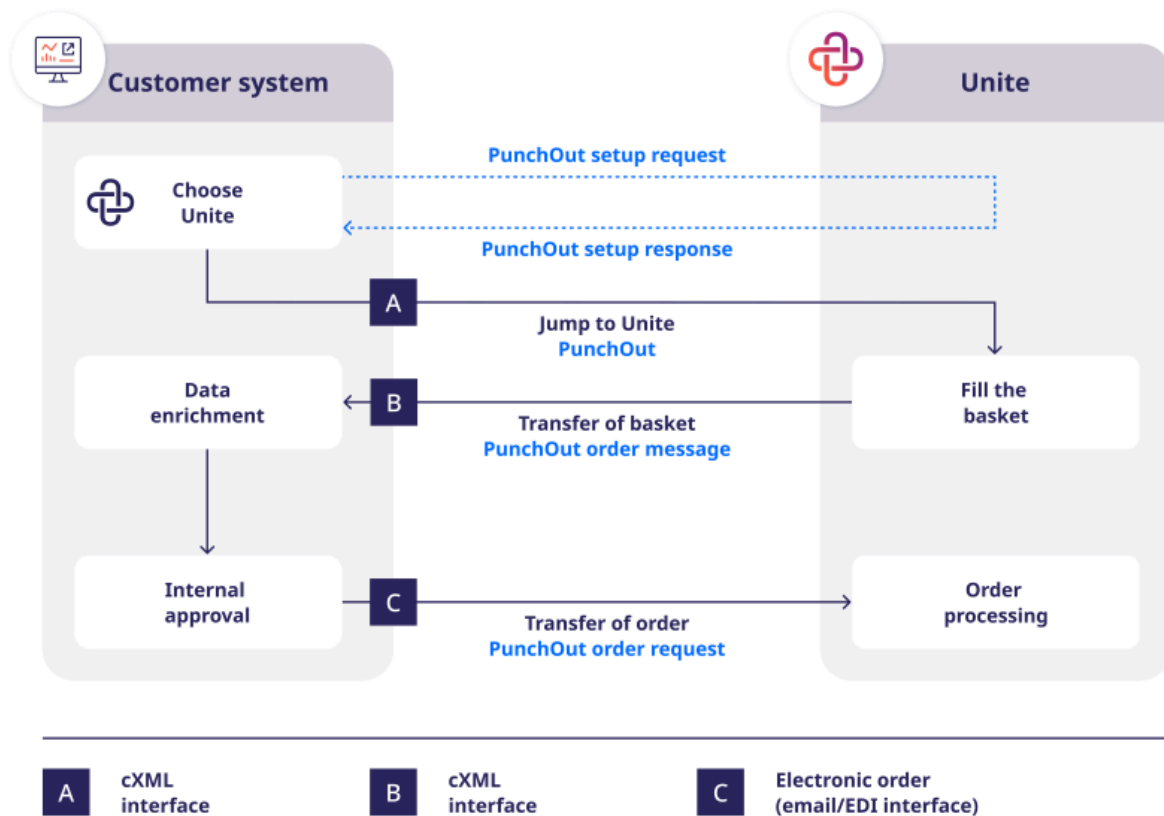 Customer system
Unite
PunchOut setup request
Choose
Unite
PunchOut setup response
A
Jump to Unite
PunchOut
Data
enrichment
B
Fill the
basket
Transfer of basket
PunchOut order message
Internal
approval
C
Order
processing
Transfer of order
PunchOut order request
A
cXML
interface
B
cXML
interface
C
Electronic order
(email/EDI interface)